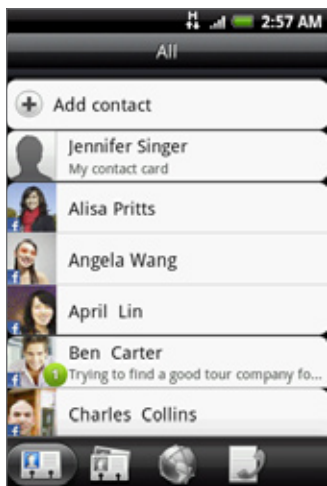 H
2:57 AM
All
Add contact
Jennifer Singer
My contact card
Alisa Pritts
Angela Wang
April Lin
Ben Carter
1
Trying to find a good tour company fo...
Charles Collins